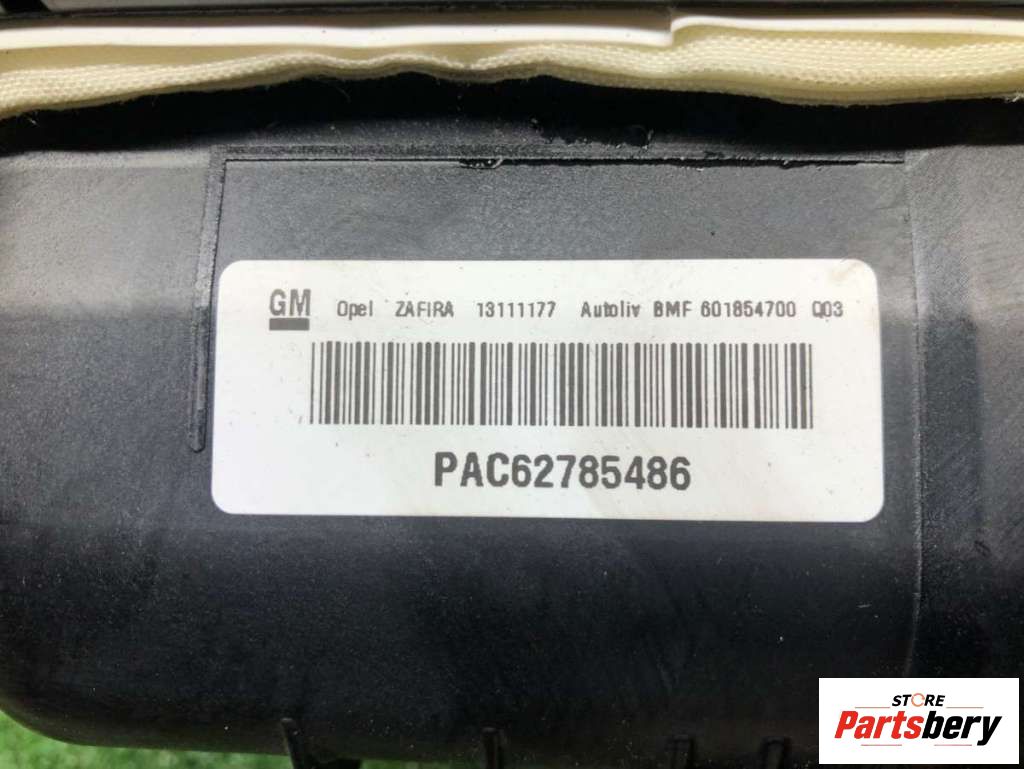 GM Opel ZAFIRA 13111177 Autoliv BMF 601854700 Q03
PAC62785486
STORE
Partsbery